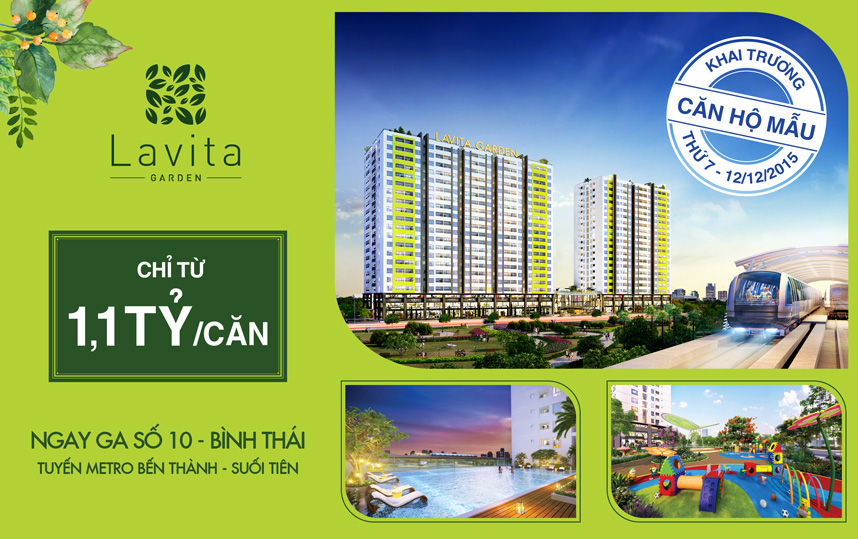 Lavita
GARDEN
CHỈ TỪ
1,1 TỶ/CĂN
NGAY GA SỐ 10 - BÌNH THÁI
TUYẾN METRO BẾN THÀNH - SUỐI TIÊN
LAVITA GARDEN
KHAI TRƯƠNG
CĂN HỘ MẪU
THỨ 7 - 12/12/2015